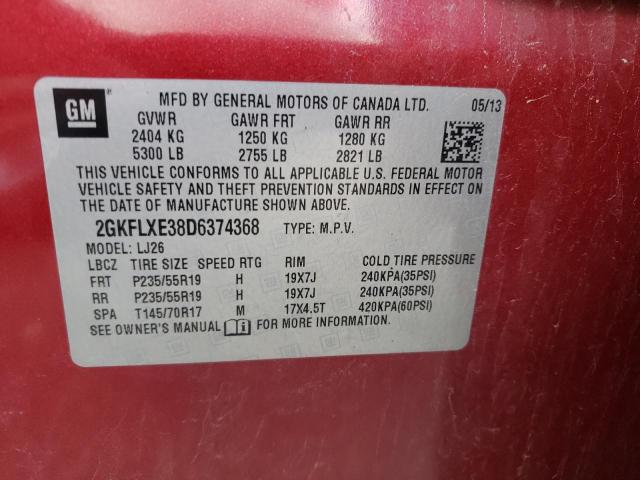 GM
MFD BY GENERAL MOTORS OF CANADA LTD. 05/13
GVWR GAWR FRT GAWR RR
2404 KG 1250 KG 1280 KG
5300 LB 2755 LB 2821 LB
THIS VEHICLE CONFORMS TO ALL APPLICABLE U.S. FEDERAL MOTOR
VEHICLE SAFETY AND THEFT PREVENTION STANDARDS IN EFFECT ON
THE DATE OF MANUFACTURE SHOWN ABOVE.
2GKFLXE38D6374368 TYPE: M.P.V.
MODEL: LJ26
LBCZ TIRE SIZE SPEED RTG RIM COLD TIRE PRESSURE
FRT P235/55R19 H 19X7J 240KPA(35PSI)
RR P235/55R19 H 19X7J 240KPA(35PSI)
SPA T145/70R17 M 17X4.5T 420KPA(60PSI)
SEE OWNER'S MANUAL FOR MORE INFORMATION.